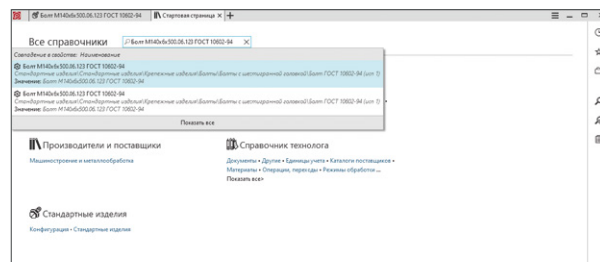 Болт М140х6х500.06.123 ГОСТ 10602-94
Стартовая страница
Все справочники
Болт М140х6х500.06.123 ГОСТ 10602-94
Совпадение в свойстве: Наименование
Болт М140х6х500.06.123 ГОСТ 10602-94
Стандартные изделия\Стандартные изделия\Крепежные изделия\Болты\Болты с шестигранной головкой\Болт ГОСТ 10602-94 (исп 1)
Значение: Болт М140х6х500.06.123 ГОСТ 10602-94
Болт М140х6х500.06.123 ГОСТ 10602-94
Стандартные изделия\Стандартные изделия\Крепежные изделия\Болты\Болты с шестигранной головкой\Болт ГОСТ 10602-94 (исп 1)
Значение: Болт М140х6х500.06.123 ГОСТ 10602-94
Показать все
Производители и поставщики
Машиностроение и металлообработка
Справочник технолога
Документы • Другие • Единицы учета • Каталоги поставщиков •
Материалы • Операции, переходы • Режимы обработки ...
Показать все>
Стандартные изделия
Конфигурация • Стандартные изделия